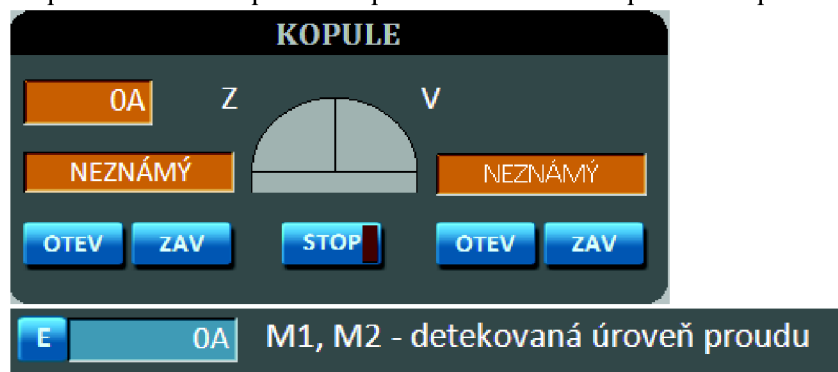 KOPULE
0A Z V
NEZNÁMÝ NEZNÁMÝ
OTEV ZAV STOP OTEV ZAV
E 0A M1, M2 - detekovaná úroveň proudu